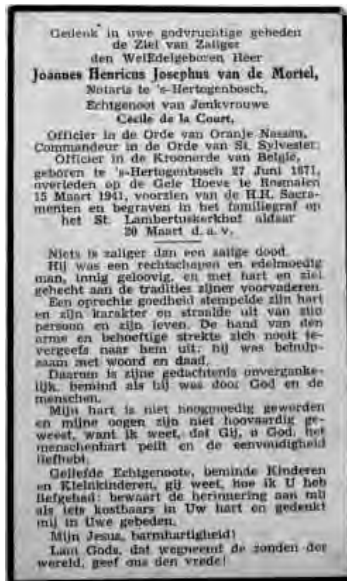 Gedenk in uwe godvruchtige gebeden
de Ziel van Zaliger
den WelEdelgeboren Heer
Joannes Henricus Josephus van de Mortel,
Notaris te 's-Hertogenbosch,
Echtgenoot van Jonkvrouwe
Cécile de la Court,
Officier in de Orde van Oranje Nassau,
Commandeur in de Orde van St. Sylvester,
Officier in de Kroonorde van België,
geboren te 's-Hertogenbosch 27 Juni 1871,
overleden op de Gele Hoeve te Rosmalen
15 Maart 1941, voorzien van de H.H. Sacra-
menten en begraven in het familiegraf op
het St. Lambertuskerkhof aldaar
20 Maart d.a.v.
Niets is zaliger dan een zalige dood.
Hij was een rechtschapen en edelmoedig
man, innig geloovig, en met hart en ziel
gehecht aan de tradities zijner voorvaderen.
Een oprechte goedheid stempelde zijn hart
en zijn karakter en straalde uit van zijn
persoon en zijn leven. De hand van den
arme en behoeftige strekte zich nooit te-
vergeefs naar hem uit: hij was behulp-
zaam met woord en daad.
Daarom is zijne gedachtenis onverganke-
lijk, bemind als hij was door God en de
menschen.
Mijn hart is niet hoogmoedig geworden
en mijne oogen zijn niet hoovaardig ge-
weest, want ik weet, dat Gij, o God, het
menschenhart peilt en de eenvoudigheid
liefhebt.
Geliefde Echtgenoote, beminde Kinderen
en Kleinkinderen, gij weet, hoe ik U heb
liefgehad: bewaart de herinnering aan mij
als iets kostbaars in Uw hart en gedenkt
mij in Uwe gebeden.
Mijn Jesus, barmhartigheid!
Lam Gods, dat wegneemt de zonden der
wereld, geef ons den vrede!